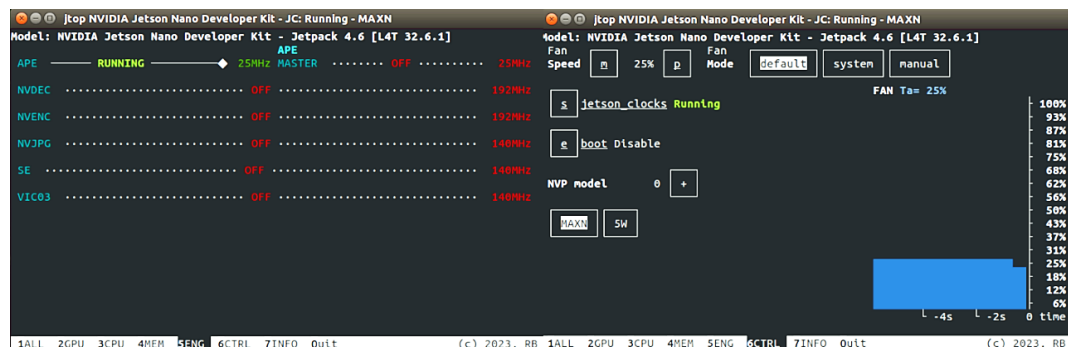 jtop NVIDIA Jetson Nano Developer Kit - JC: Running - MAXN
Model: NVIDIA Jetson Nano Developer Kit - Jetpack 4.6 [L4T 32.6.1]
APE
APE RUNNING 25MHz MASTER ........ OFF .......... 25MHz
NVDEC OFF 192MHz
NVENC OFF 192MHz
NVJPG OFF 140MHz
SE OFF 140MHz
VIC03 OFF 140MHz
1ALL 2GPU 3CPU 4MEM 5ENG 6CTRL 7INFO Quit (c) 2023, RB
jtop NVIDIA Jetson Nano Developer Kit - JC: Running - MAXN
Model: NVIDIA Jetson Nano Developer Kit - Jetpack 4.6 [L4T 32.6.1]
Fan Fan
Speed m 25% p Mode default system manual
FAN Ta= 25%
s jetson_clocks Running
e boot Disable
NVP model 0 +
MAXN 5W
100%
93%
87%
81%
75%
68%
62%
56%
50%
43%
37%
31%
25%
18%
12%
6%
-4s -2s 0 time
1ALL 2GPU 3CPU 4MEM 5ENG 6CTRL 7INFO Quit (c) 2023, RB